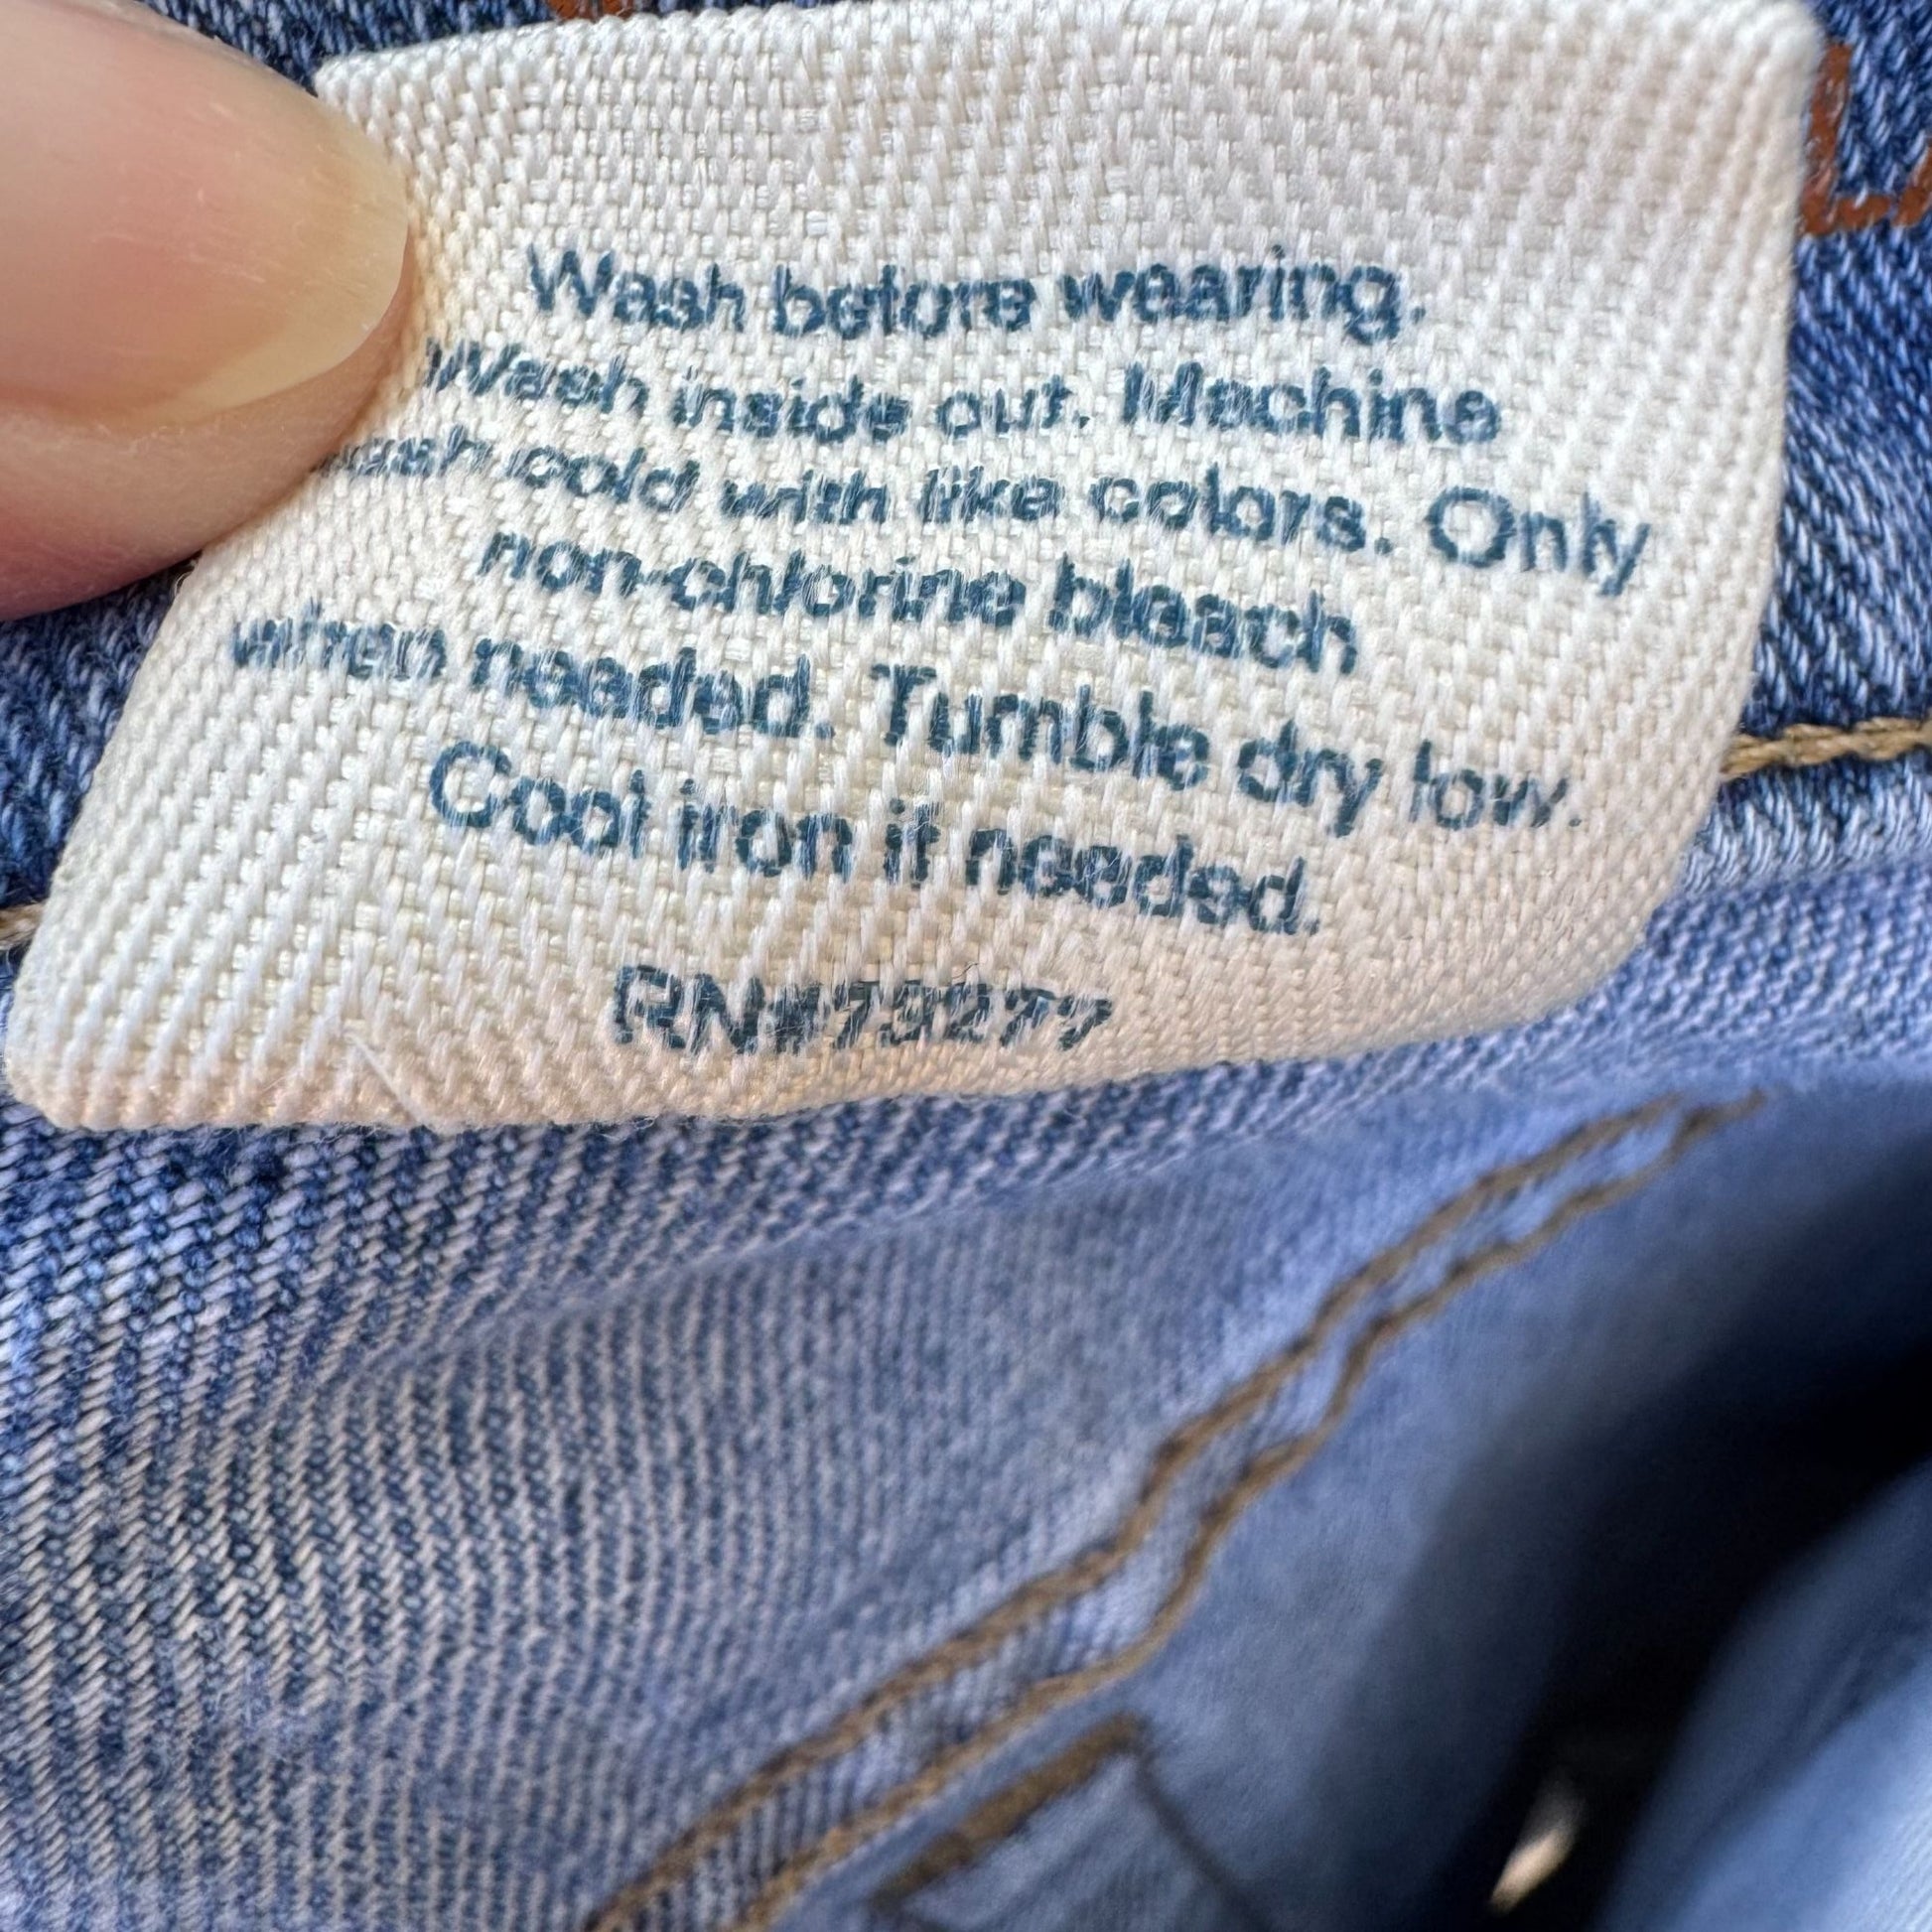 Wash before wearing.
Wash inside out. Machine
wash cold with like colors. Only
non-chlorine bleach
when needed. Tumble dry low.
Cool iron if needed.
RN#73277